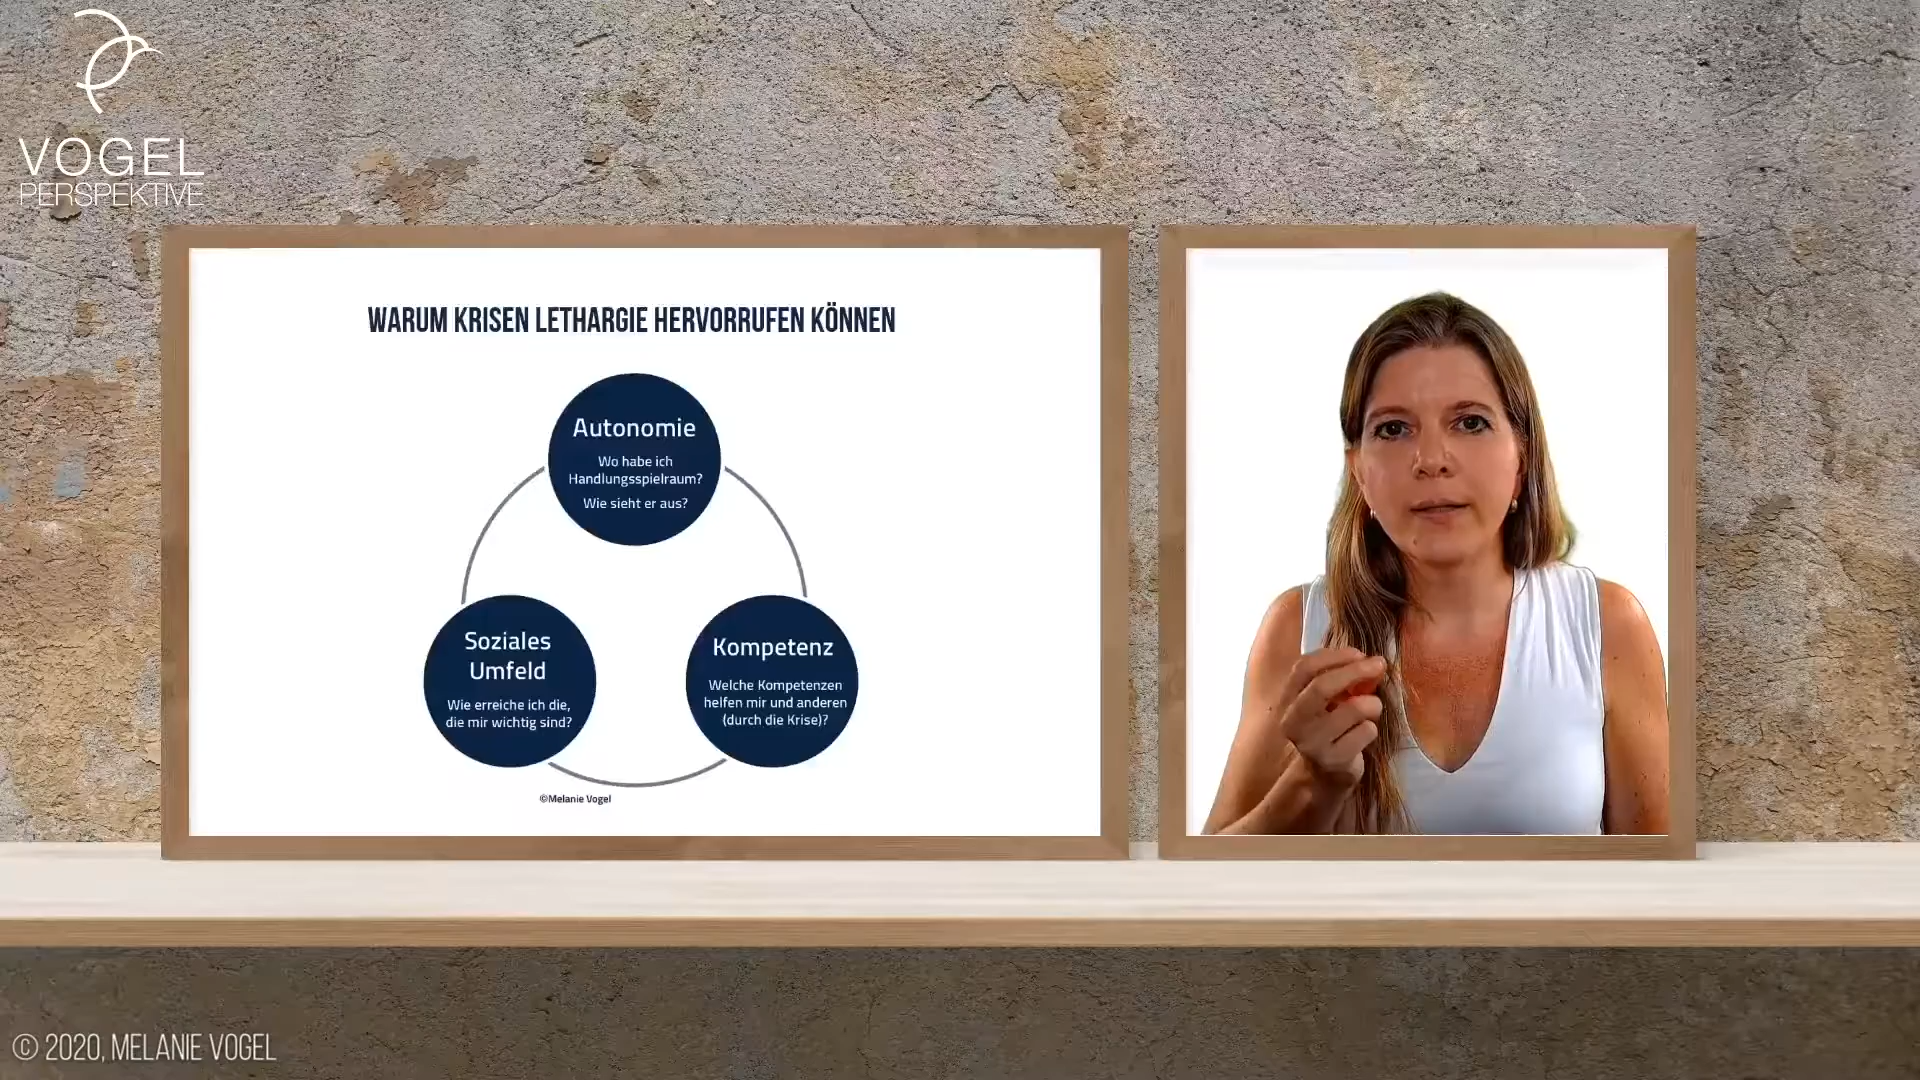 VOGEL
PERSPEKTIVE
WARUM KRISEN LETHARGIE HERVORRUFEN KÖNNEN
Autonomie
Wo habe ich
Handlungsspielraum?
Wie sieht er aus?
Soziales
Umfeld
Wie erreiche ich die,
die mir wichtig sind?
Kompetenz
Welche Kompetenzen
helfen mir und anderen
(durch die Krise)?
©Melanie Vogel
© 2020, MELANIE VOGEL